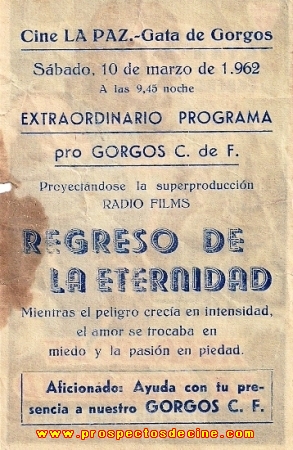 Cine LA PAZ.-Gata de Gorgos
Sábado, 10 de marzo de 1.962
A las 9,45 noche
EXTRAORDINARIO PROGRAMA
pro GORGOS C. de F.
Proyectándose la superproducción
RADIO FILMS
REGRESO DE
LA ETERNIDAD
Mientras el peligro crecía en intensidad,
el amor se trocaba en
miedo y la pasión en piedad.
Aficionado: Ayuda con tu pre-
sencia a nuestro GORGOS C. F.
www.prospectosdecine.com